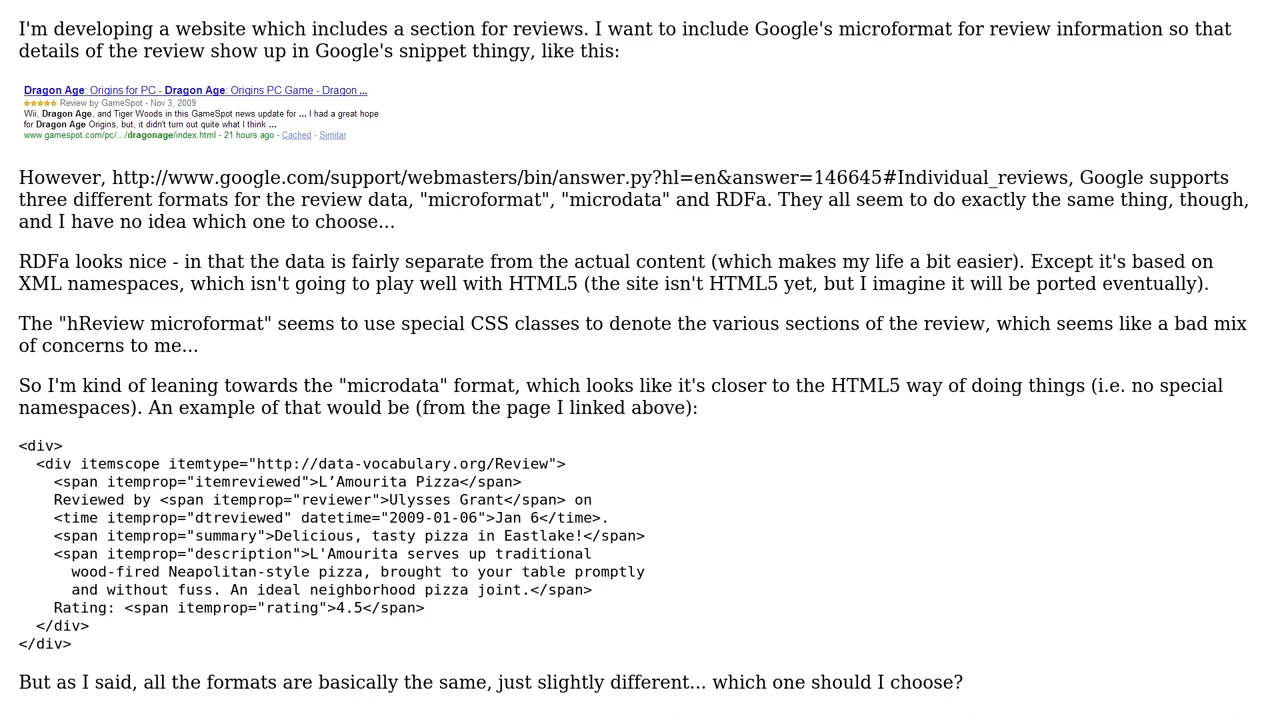 I'm developing a website which includes a section for reviews. I want to include Google's microformat for review information so that
details of the review show up in Google's snippet thingy, like this:
Dragon Age: Origins for PC - Dragon Age: Origins PC Game - Dragon ...
★★★★★ Review by GameSpot - Nov 3, 2009
Wii, Dragon Age, and Tiger Woods in this GameSpot news update for ... I had a great hope
for Dragon Age Origins, but, it didn't turn out quite what I think ...
www.gamespot.com/pc/.../dragonage/index.html - 21 hours ago - Cached - Similar
However, http://www.google.com/support/webmasters/bin/answer.py?hl=en&answer=146645#Individual_reviews, Google supports
three different formats for the review data, "microformat", "microdata" and RDFa. They all seem to do exactly the same thing, though,
and I have no idea which one to choose...
RDFa looks nice - in that the data is fairly separate from the actual content (which makes my life a bit easier). Except it's based on
XML namespaces, which isn't going to play well with HTML5 (the site isn't HTML5 yet, but I imagine it will be ported eventually).
The "hReview microformat" seems to use special CSS classes to denote the various sections of the review, which seems like a bad mix
of concerns to me...
So I'm kind of leaning towards the "microdata" format, which looks like it's closer to the HTML5 way of doing things (i.e. no special
namespaces). An example of that would be (from the page I linked above):
<div>
  <div itemscope itemtype="http://data-vocabulary.org/Review">
    <span itemprop="itemreviewed">L’Amourita Pizza</span>
    Reviewed by <span itemprop="reviewer">Ulysses Grant</span> on
    <time itemprop="dtreviewed" datetime="2009-01-06">Jan 6</time>.
    <span itemprop="summary">Delicious, tasty pizza in Eastlake!</span>
    <span itemprop="description">L'Amourita serves up traditional
      wood-fired Neapolitan-style pizza, brought to your table promptly
      and without fuss. An ideal neighborhood pizza joint.</span>
    Rating: <span itemprop="rating">4.5</span>
  </div>
</div>
But as I said, all the formats are basically the same, just slightly different... which one should I choose?